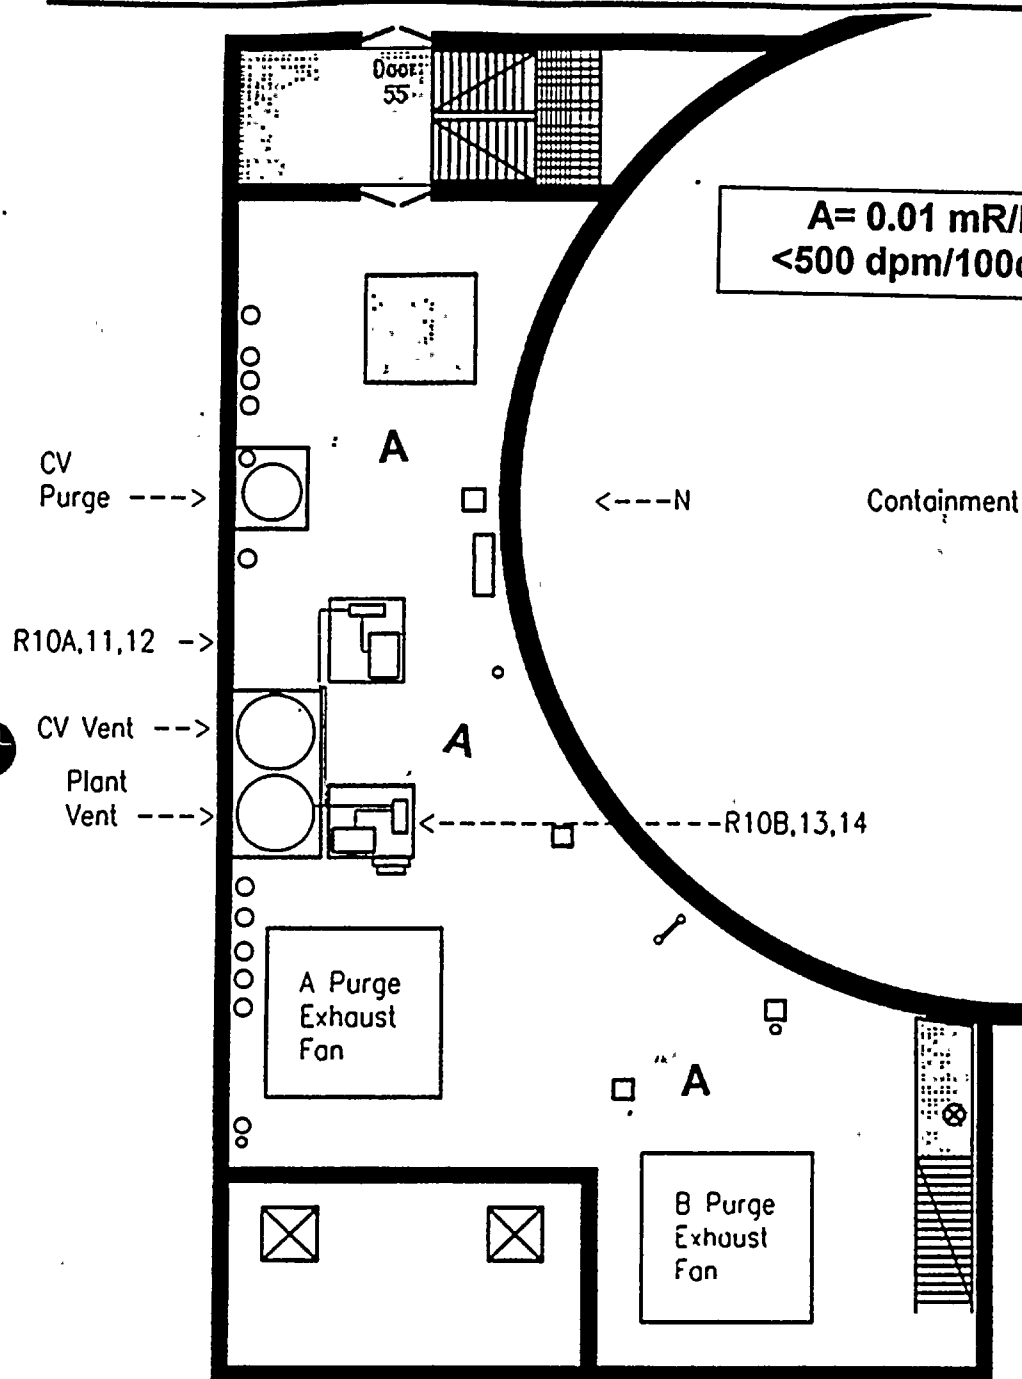 Door
55
A= 0.01 mR/
<500 dpm/100
A
CV
Purge --->
<----N
Containment
R10A,11,12 ->
CV Vent --->
A
Plant
Vent --->
<------------R10B,13,14
A Purge
Exhaust
Fan
A
B Purge
Exhaust
Fan